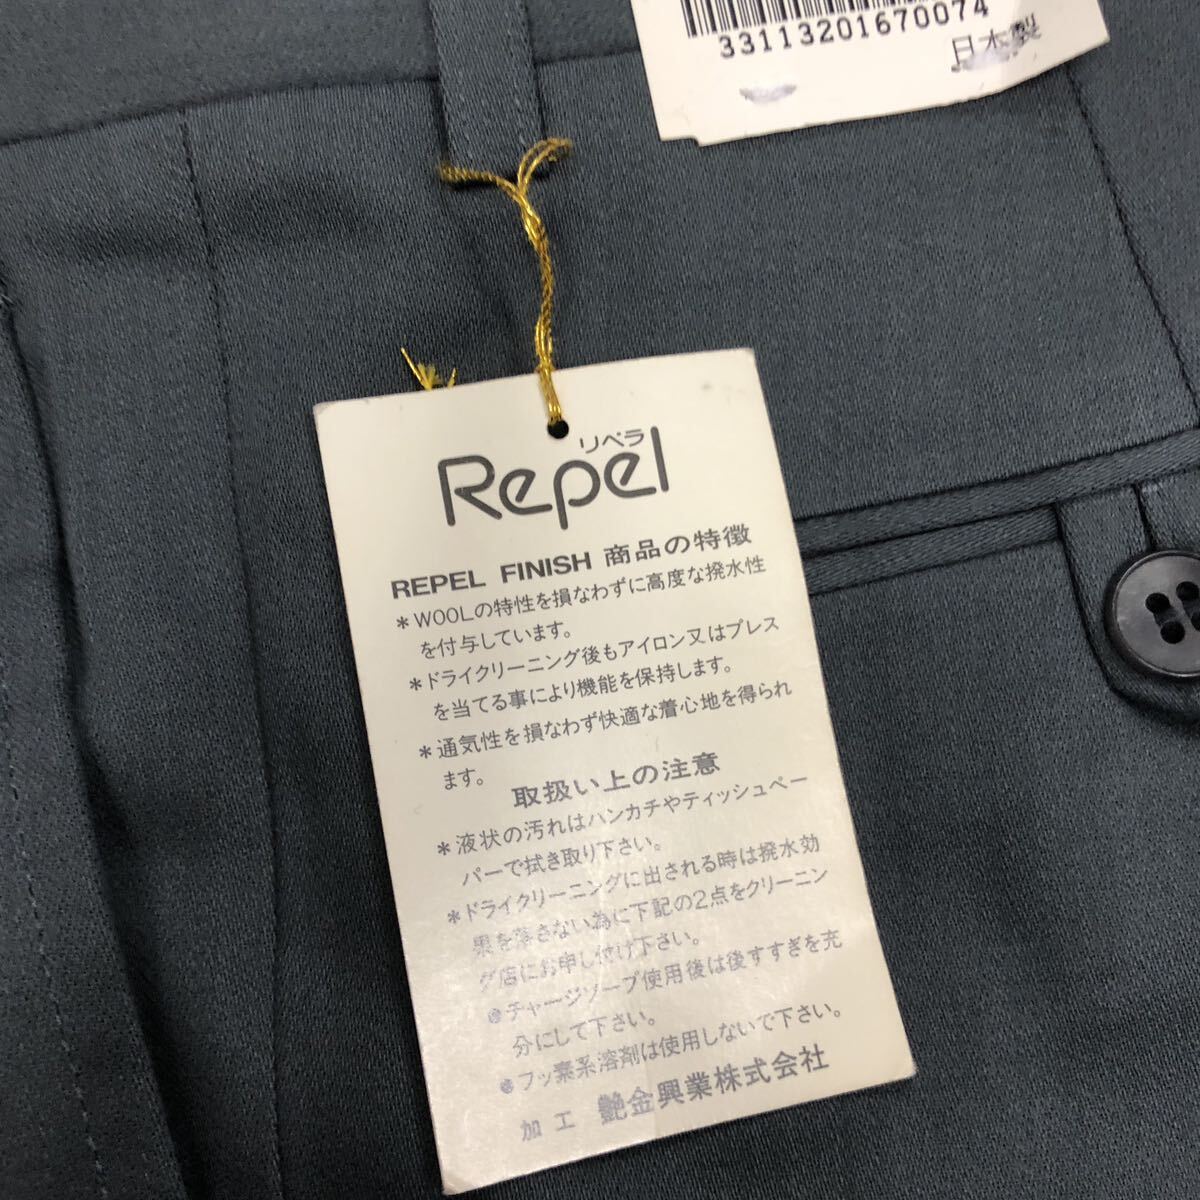 33113201670074
日本製
リペラ
Repel
REPEL FINISH 商品の特徴
＊WOOLの特性を損なわずに高度な撥水性
を付与しています。
＊ドライクリーニング後もアイロン又はプレス
を当てる事により機能を保持します。
＊通気性を損なわず快適な着心地を得られ
ます。
取扱い上の注意
＊液状の汚れはハンカチやティッシュペー
パーで拭き取り下さい。
＊ドライクリーニングに出される時は撥水効
果を落さない為に下記の2点をクリーニン
グ店にお申し付け下さい。
●チャージソープ使用後は後すすぎを充
分にして下さい。
●フッ素系溶剤は使用しないで下さい。
加工 艶金興業株式会社